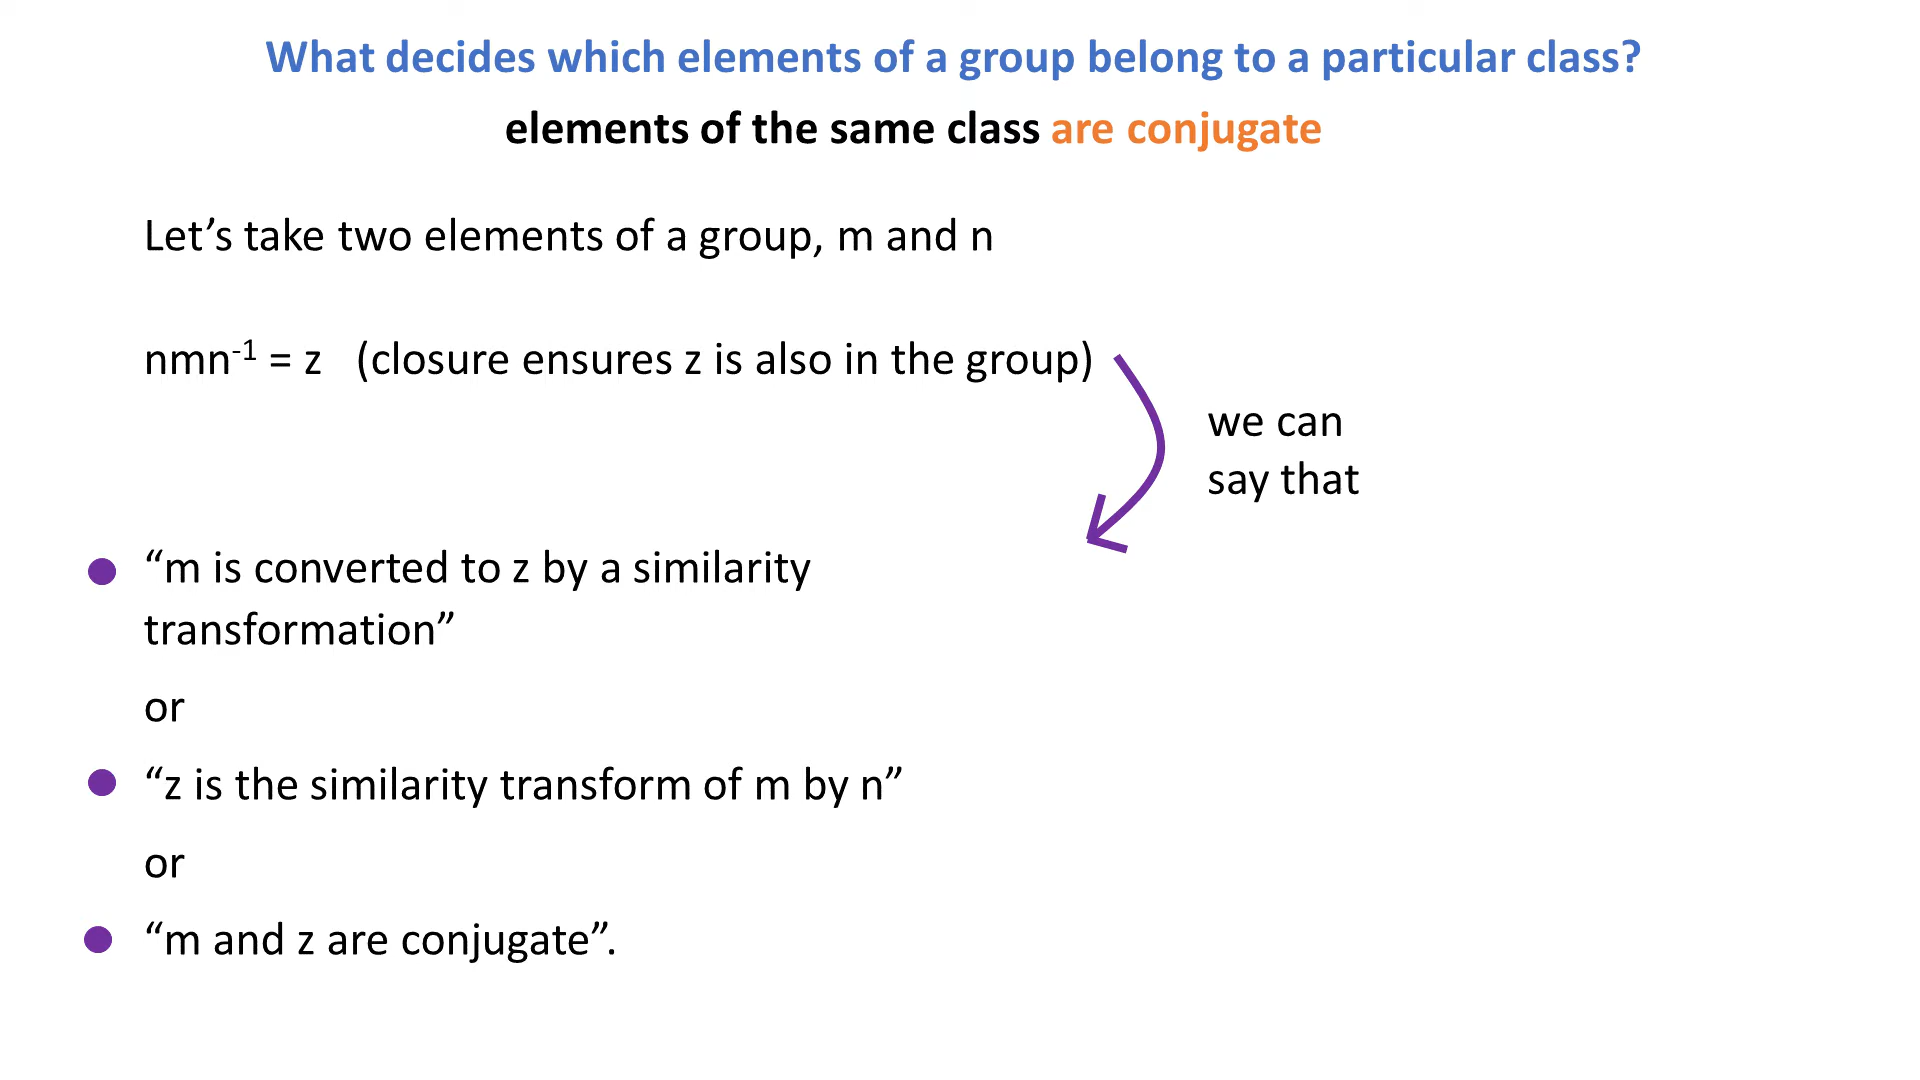 What decides which elements of a group belong to a particular class?
elements of the same class are conjugate
Let’s take two elements of a group, m and n
nmn⁻¹ = z (closure ensures z is also in the group)
we can
say that
“m is converted to z by a similarity
transformation”
or
“z is the similarity transform of m by n”
or
“m and z are conjugate”.